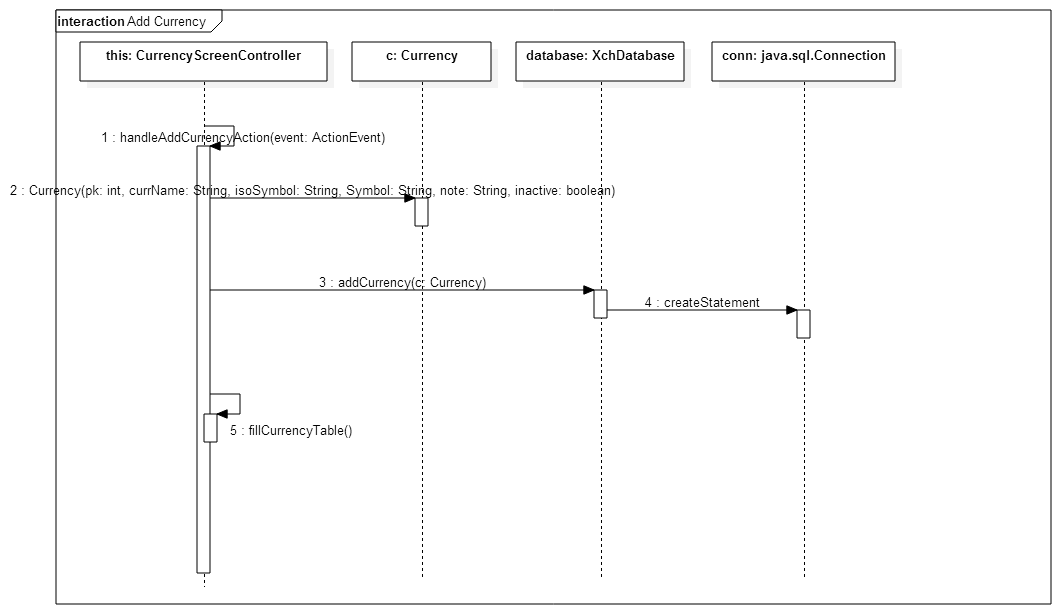 interaction Add Currency
this: CurrencyScreenController
c: Currency
database: XchDatabase
conn: java.sql.Connection
1 : handleAddCurrencyAction(event: ActionEvent)
2 : Currency(pk: int, currName: String, isoSymbol: String, Symbol: String, note: String, inactive: boolean)
3 : addCurrency(c: Currency)
4 : createStatement
5 : fillCurrencyTable()